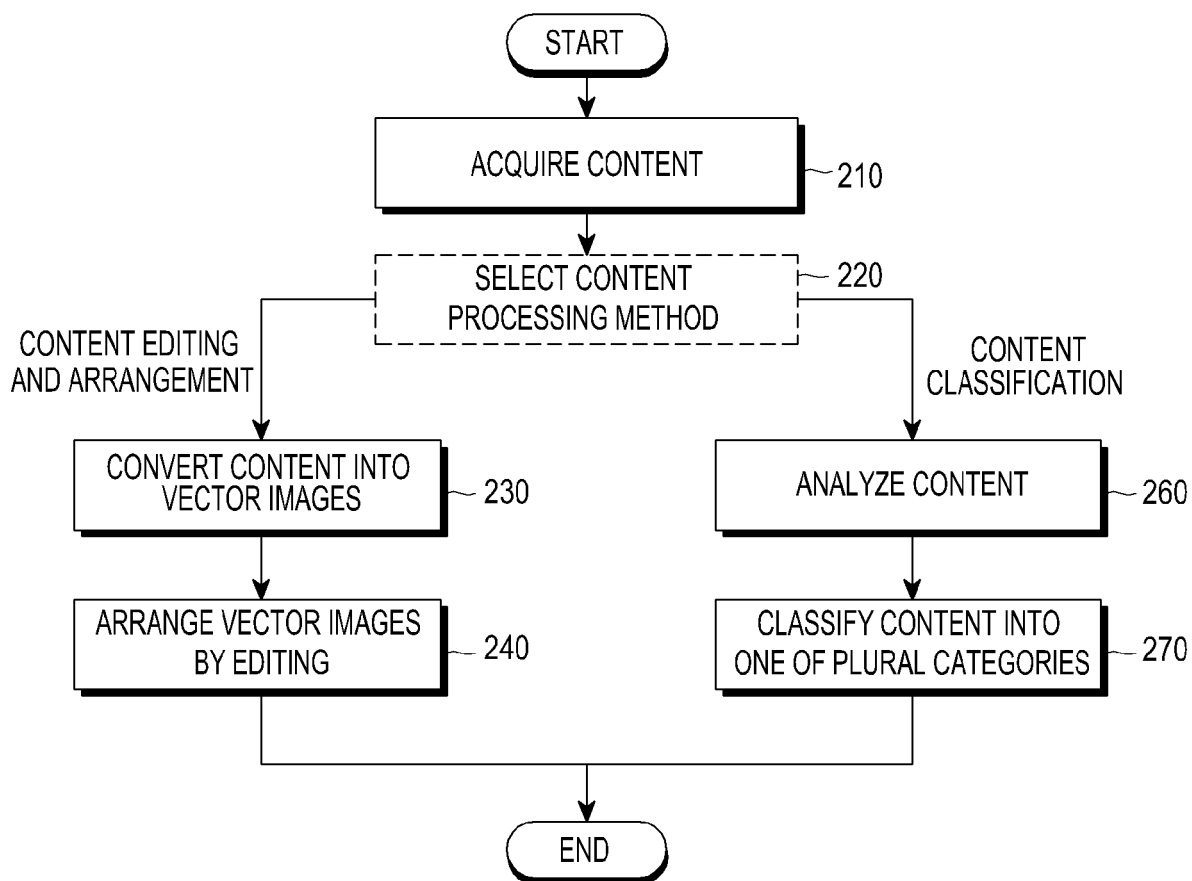 START
ACQUIRE CONTENT
210
SELECT CONTENT
PROCESSING METHOD
220
CONTENT EDITING
AND ARRANGEMENT
CONTENT
CLASSIFICATION
CONVERT CONTENT INTO
VECTOR IMAGES
230
ANALYZE CONTENT
260
ARRANGE VECTOR IMAGES
BY EDITING
240
CLASSIFY CONTENT INTO
ONE OF PLURAL CATEGORIES
270
END